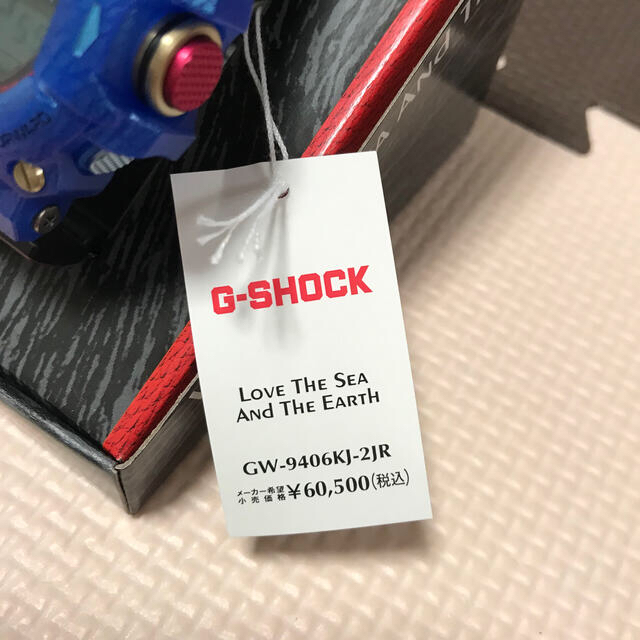 G-SHOCK
LOVE THE SEA
AND THE EARTH
GW-9406KJ-2JR
メーカー希望
小売価格 ¥60,500(税込)